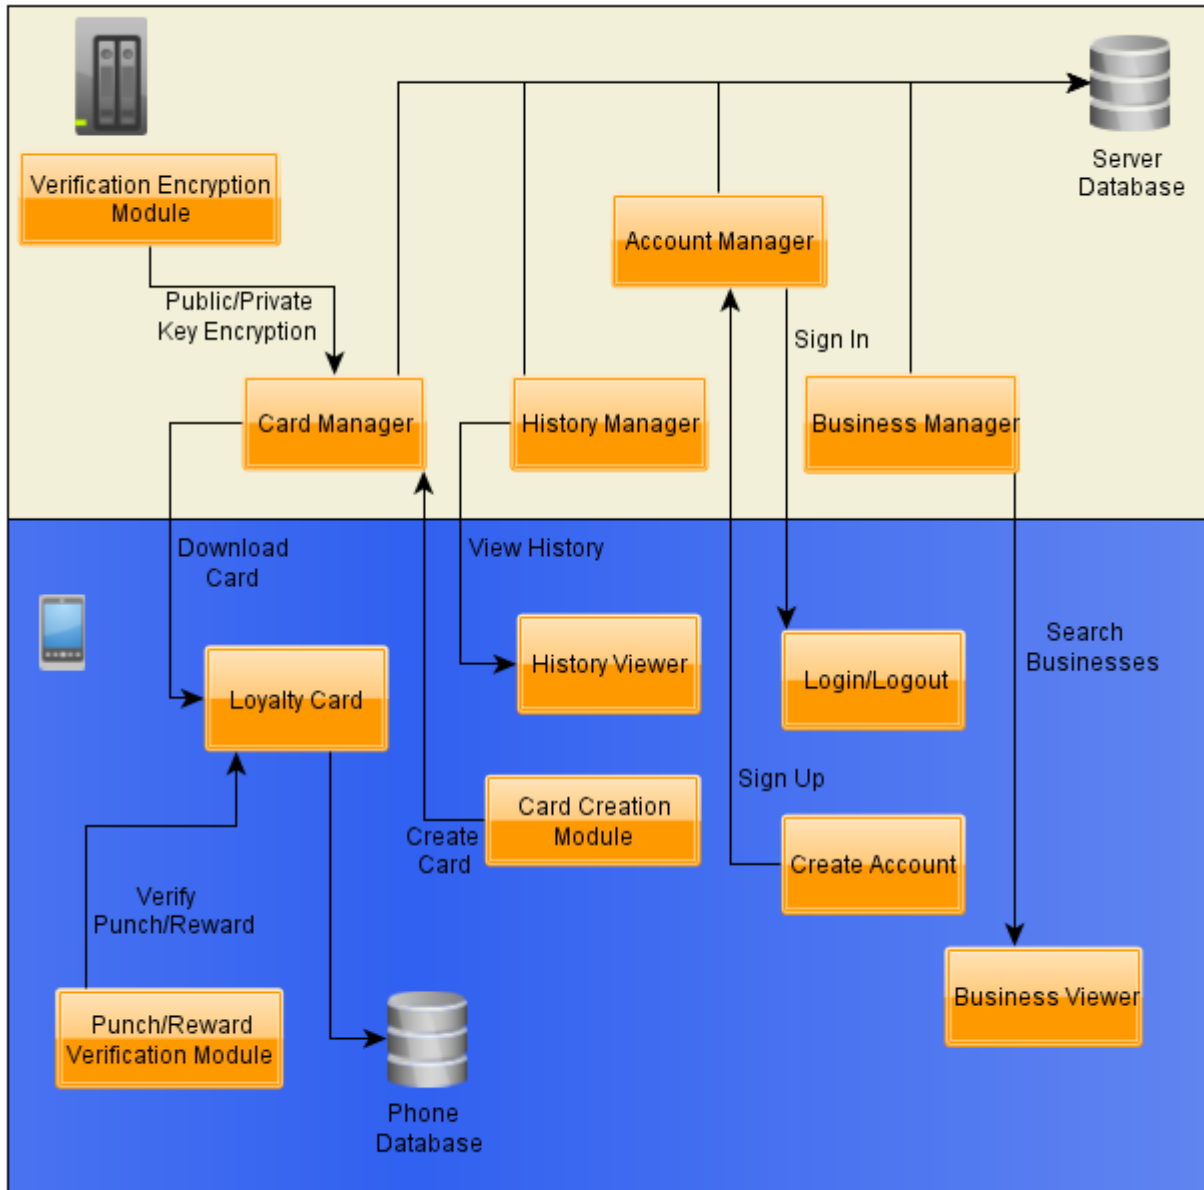 Server
Database
Verification Encryption
Module
Account Manager
Public/Private
Key Encryption
Sign In
Card Manager
History Manager
Business Manager
Download
Card
View History
Search
Businesses
History Viewer
Login/Logout
Loyalty Card
Sign Up
Card Creation
Module
Create
Card
Create Account
Verify
Punch/Reward
Business Viewer
Punch/Reward
Verification Module
Phone
Database